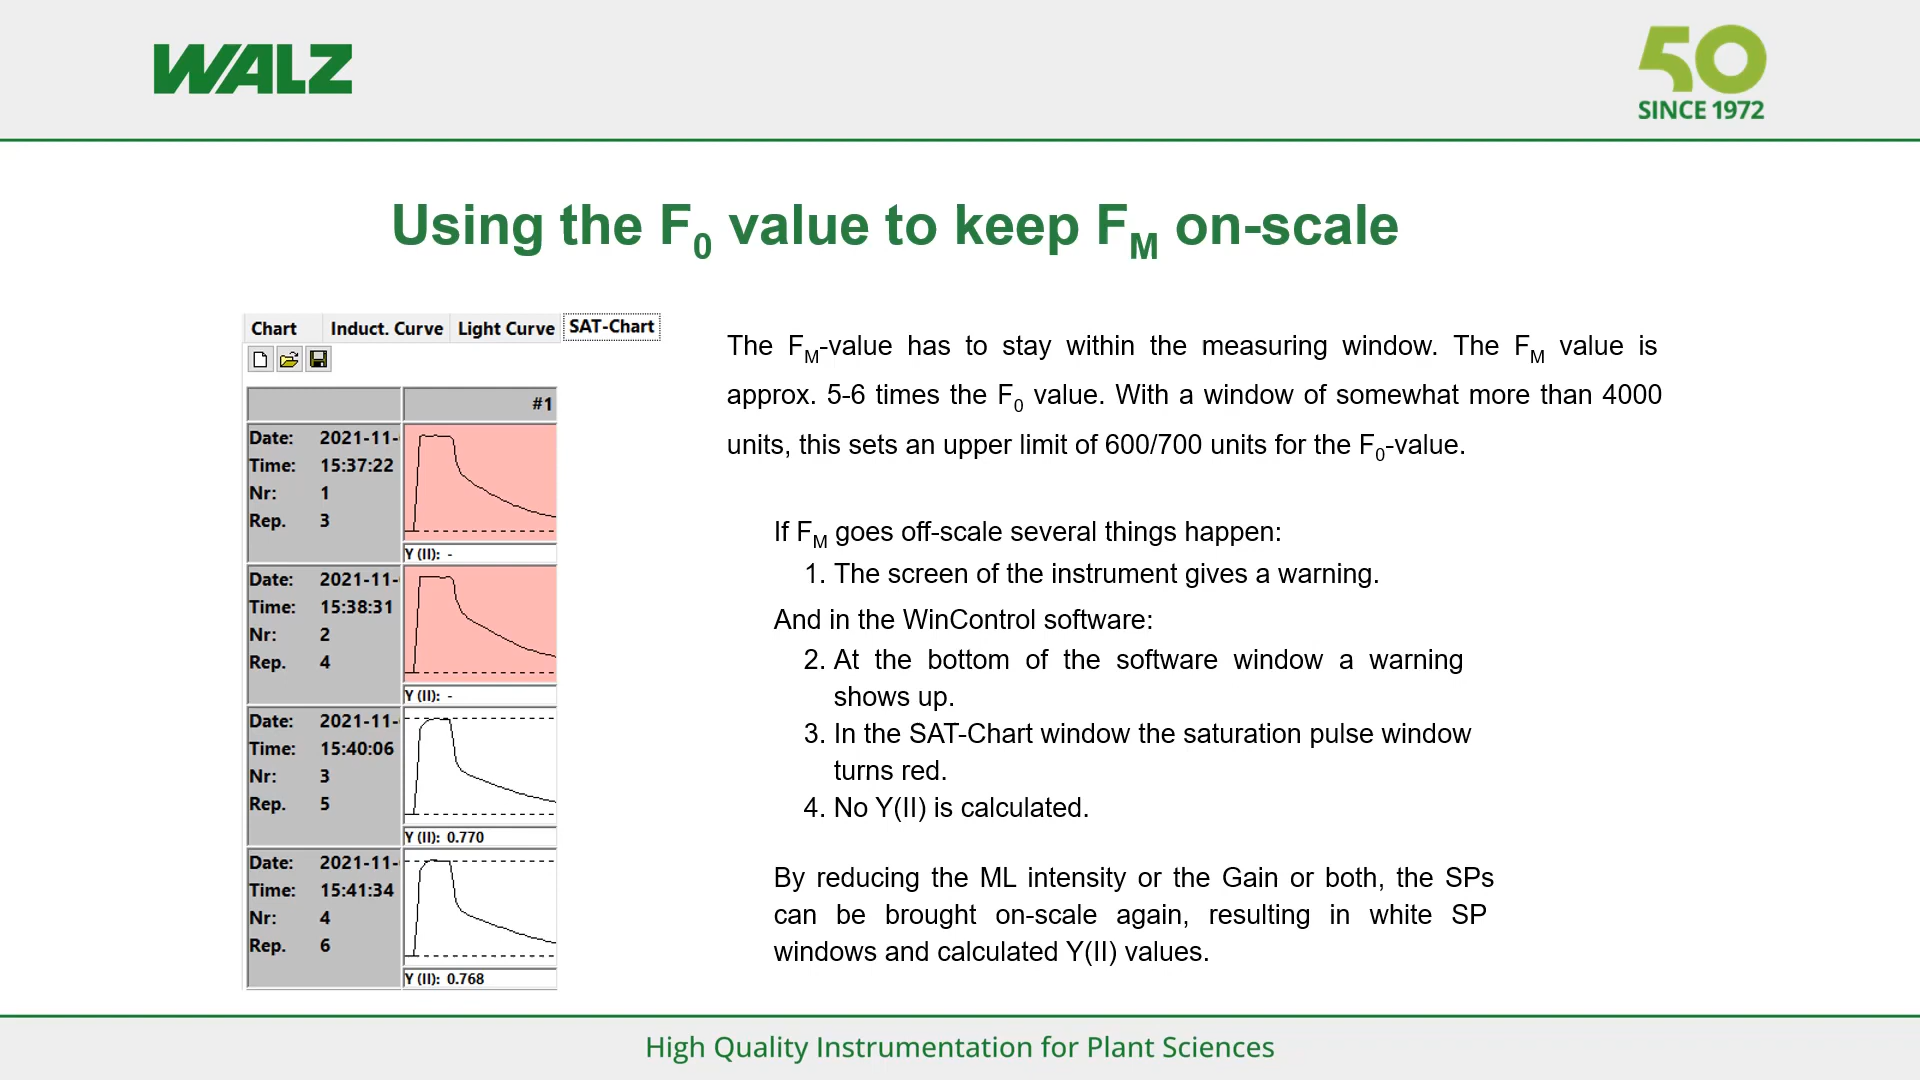 WALZ
50
SINCE 1972
Using the F0 value to keep FM on-scale
Chart Induct. Curve Light Curve SAT-Chart
#1
Date: 2021-11-
Time: 15:37:22
Nr: 1
Rep. 3
Y (II): -
Date: 2021-11-
Time: 15:38:31
Nr: 2
Rep. 4
Y (II): -
Date: 2021-11-
Time: 15:40:06
Nr: 3
Rep. 5
Y (II): 0.770
Date: 2021-11-
Time: 15:41:34
Nr: 4
Rep. 6
Y (II): 0.768
The FM-value has to stay within the measuring window. The FM value is
approx. 5-6 times the F0 value. With a window of somewhat more than 4000
units, this sets an upper limit of 600/700 units for the F0-value.
If FM goes off-scale several things happen:
1. The screen of the instrument gives a warning.
And in the WinControl software:
2. At the bottom of the software window a warning
shows up.
3. In the SAT-Chart window the saturation pulse window
turns red.
4. No Y(II) is calculated.
By reducing the ML intensity or the Gain or both, the SPs
can be brought on-scale again, resulting in white SP
windows and calculated Y(II) values.
High Quality Instrumentation for Plant Sciences